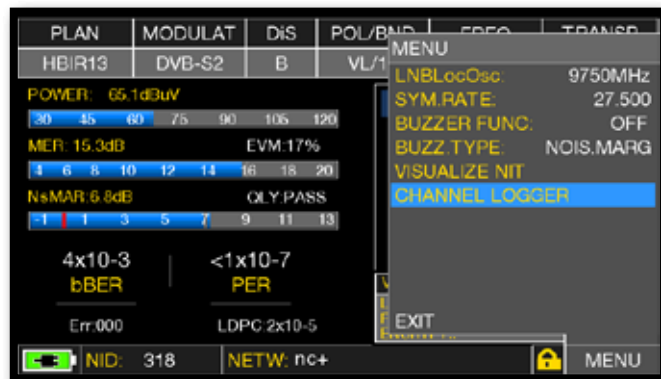 PLAN MODULAT DiS POL/BND FREQ TRANSP
HBIR13 DVB-S2 B VL/1
MENU
LNBLocOsc: 9750MHz
SYM.RATE: 27.500
BUZZER FUNC: OFF
BUZZ.TYPE: NOIS.MARG
VISUALIZE NIT
CHANNEL LOGGER
EXIT
POWER: 65.1dBuV
30 45 60 75 90 105 120
MER: 15.3dB EVM:17%
4 6 8 10 12 14 16 18 20
NsMAR:6.8dB QLY:PASS
-1 1 3 5 7 9 11 13
4x10-3 <1x10-7
bBER PER
Err:000 LDPC:2x10-5
NID: 318 NETW: nc+ MENU